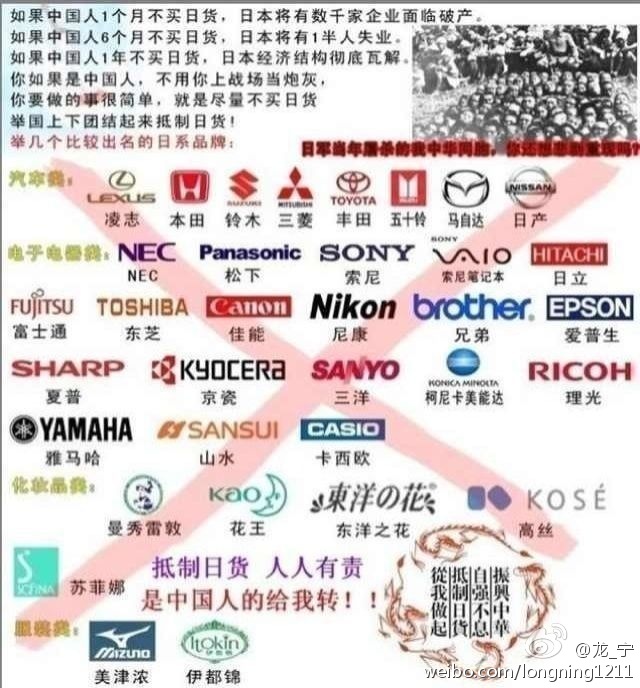 如果中国人1个月不买日货，日本将有数千家企业面临破产。
如果中国人6个月不买日货，日本将有1半人失业。
如果中国人1年不买日货，日本经济结构彻底瓦解。
你如果是中国人，不用你上战场当炮灰，
你要做的事很简单，就是尽量不买日货
举国上下团结起来抵制日货！
举几个比较出名的日系品牌：
日军当年屠杀的我中华同胞，你还想悲剧重现吗？
汽车类：
LEXUS HONDA SUZUKI MITSUBISHI TOYOTA ISUZU mazda NISSAN
凌志 本田 铃木 三菱 丰田 五十铃 马自达 日产
电子电器类：
NEC Panasonic SONY SONY VAIO HITACHI
NEC 松下 索尼 索尼笔记本 日立
FUJITSU TOSHIBA Canon Nikon brother EPSON
富士通 东芝 佳能 尼康 兄弟 爱普生
SHARP KYOCERA SANYO KONICA MINOLTA RICOH
夏普 京瓷 三洋 柯尼卡美能达 理光
YAMAHA SANSUI CASIO
雅马哈 山水 卡西欧
化妆品类：
kao 東洋の花 KOSÉ
曼秀雷敦 花王 东洋之花 高丝
SOFINA
苏菲娜
抵制日货 人人有责
是中国人的给我转！！
振興中华
自强不息
抵制日貨
從我做起
服装类：
MIZUNO Itokin
美津浓 伊都锦
@龙_宁
weibo.com/longning1211